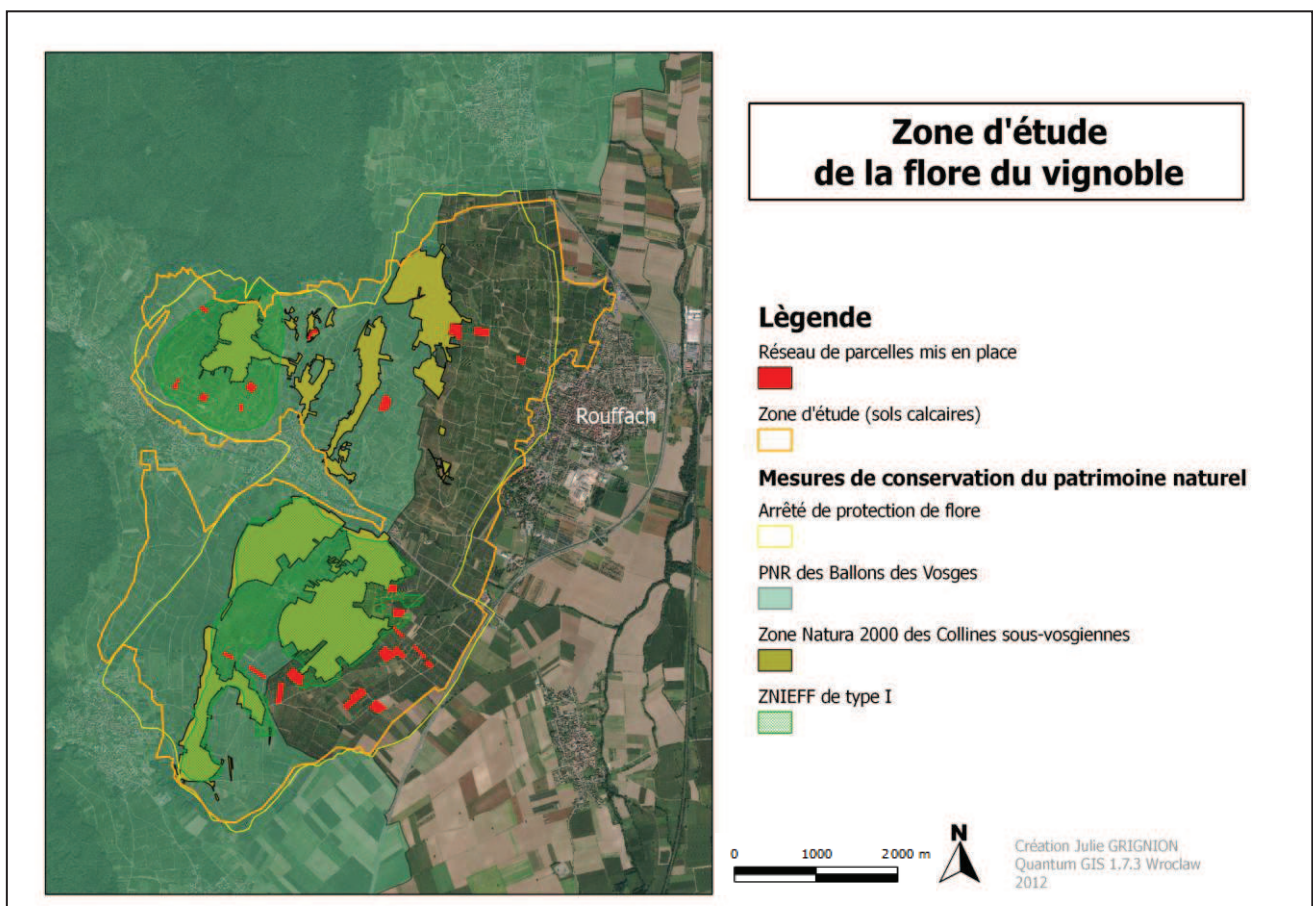 Zone d'étude
de la flore du vignoble
Lègende
Réseau de parcelles mis en place
Zone d'étude (sols calcaires)
Mesures de conservation du patrimoine naturel
Arrêté de protection de flore
PNR des Ballons des Vosges
Zone Natura 2000 des Collines sous-vosgiennes
ZNIEFF de type I
Rouffach
0 1000 2000 m
N
Création Julie GRIGNION
Quantum GIS 1.7.3 Wroclaw
2012